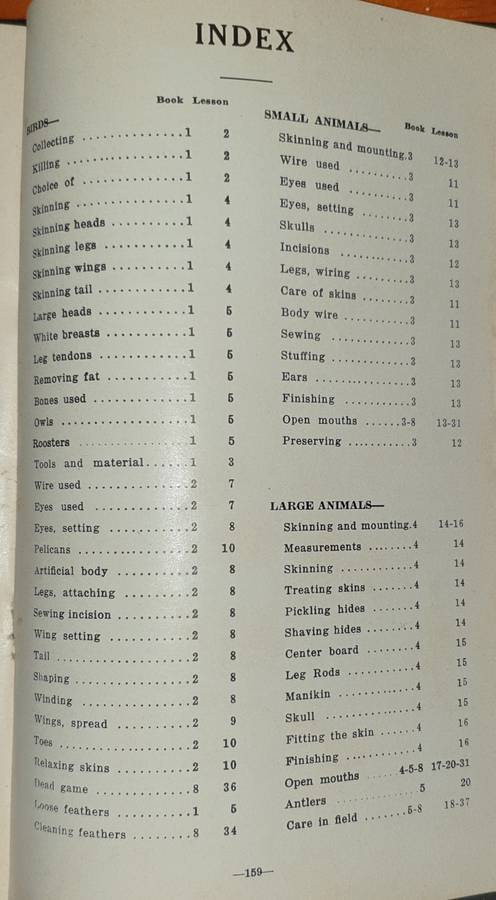 INDEX
Book Lesson
BIRDS—
Collecting ...............1 2
Killing ..................1 2
Choice of ...............1 2
Skinning .................1 4
Skinning heads ...........1 4
Skinning legs ............1 4
Skinning wings ...........1 4
Skinning tail ............1 4
Large heads ..............1 5
White breasts ............1 5
Leg tendons ..............1 5
Removing fat .............1 5
Bones used ...............1 5
Owls .....................1 5
Roosters .................1 5
Tools and material......1 3
Wire used ................2 7
Eyes used ................2 7
Eyes, setting ............2 8
Pelicans .................2 10
Artificial body ..........2 8
Legs, attaching ..........2 8
Sewing incision ..........2 8
Wing setting .............2 8
Tail .....................2 8
Shaping ..................2 8
Winding ..................2 8
Wings, spread ............2 9
Toes .....................2 10
Relaxing skins ...........2 10
Dead game ................8 36
Loose feathers ...........1 5
Cleaning feathers ........8 34
SMALL ANIMALS— Book Lesson
Skinning and mounting.3 12-13
Wire used ..........3 11
Eyes used ..........3 11
Eyes, setting ........3 13
Skulls .............3 13
Incisions ...........3 12
Legs, wiring .........3 13
Care of skins ........3 11
Body wire ...........3 11
Sewing .............3 13
Stuffing ............3 13
Ears ...............3 13
Finishing ...........3 13
Open mouths ......3-8 13-31
Preserving ...........3 12
LARGE ANIMALS—
Skinning and mounting.4 14-16
Measurements ........4 14
Skinning ............4 14
Treating skins .......4 14
Pickling hides .......4 14
Shaving hides ........4 14
Center board ........4 15
Leg Rods ...........4 15
Manikin .............4 15
Skull ..............4 15
Fitting the skin ......4 16
Finishing ...........4 16
Open mouths .....4-5-8 17-20-31
Antlers ............5 20
Care in field .......5-8 18-37
—159—